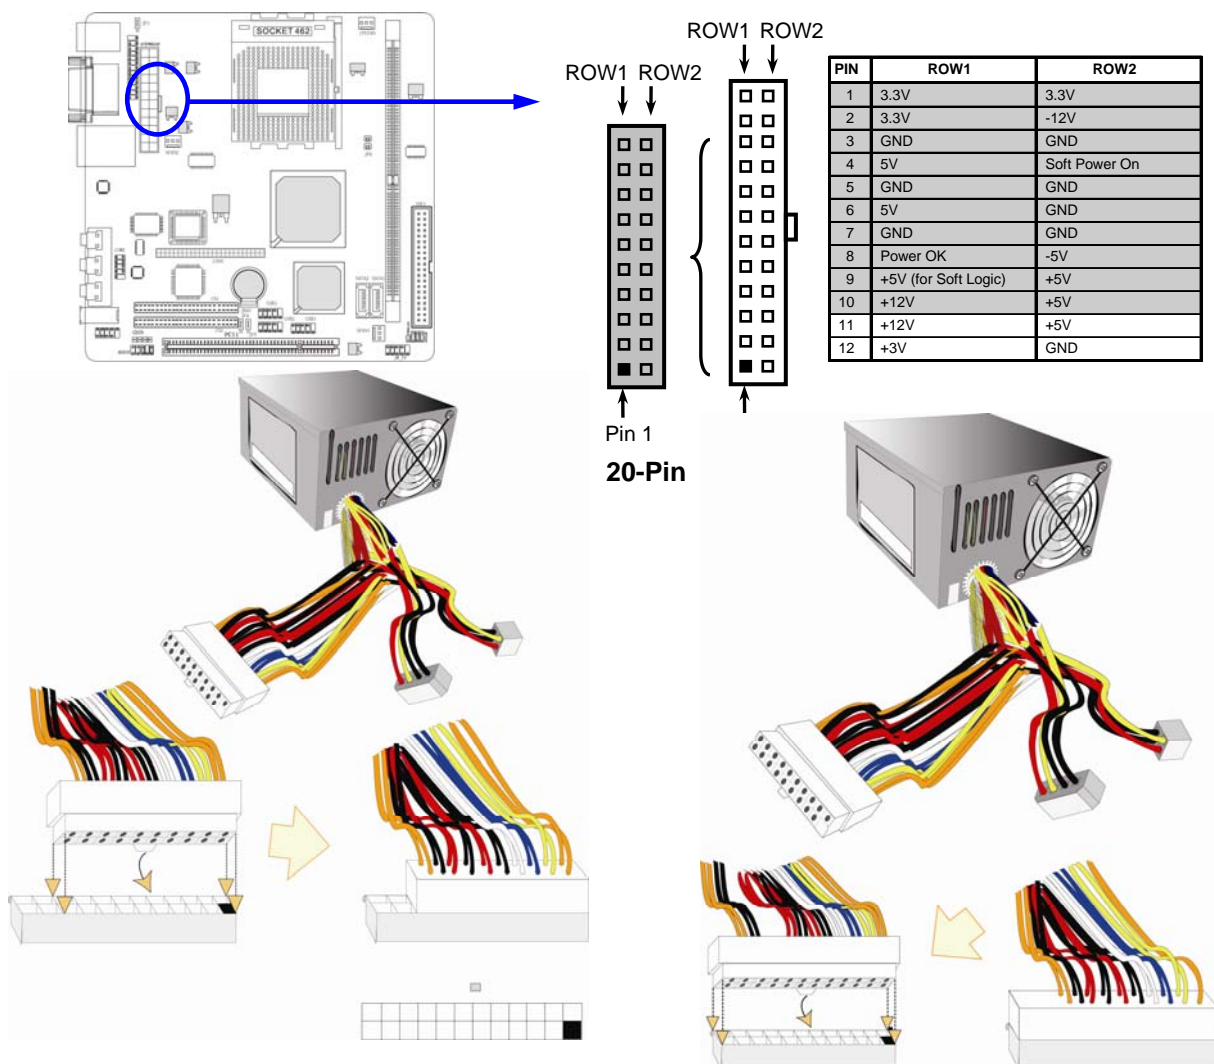 SOCKET 462
ROW1 ROW2
ROW1 ROW2
Pin 1
20-Pin
PIN ROW1 ROW2
1 3.3V 3.3V
2 3.3V -12V
3 GND GND
4 5V Soft Power On
5 GND GND
6 5V GND
7 GND GND
8 Power OK -5V
9 +5V (for Soft Logic) +5V
10 +12V +5V
11 +12V +5V
12 +3V GND